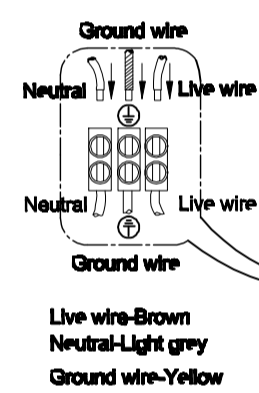 Ground wire
Neutral Live wire
Neutral Live wire
Ground wire
Live wire-Brown
Neutral-Light grey
Ground wire-Yellow